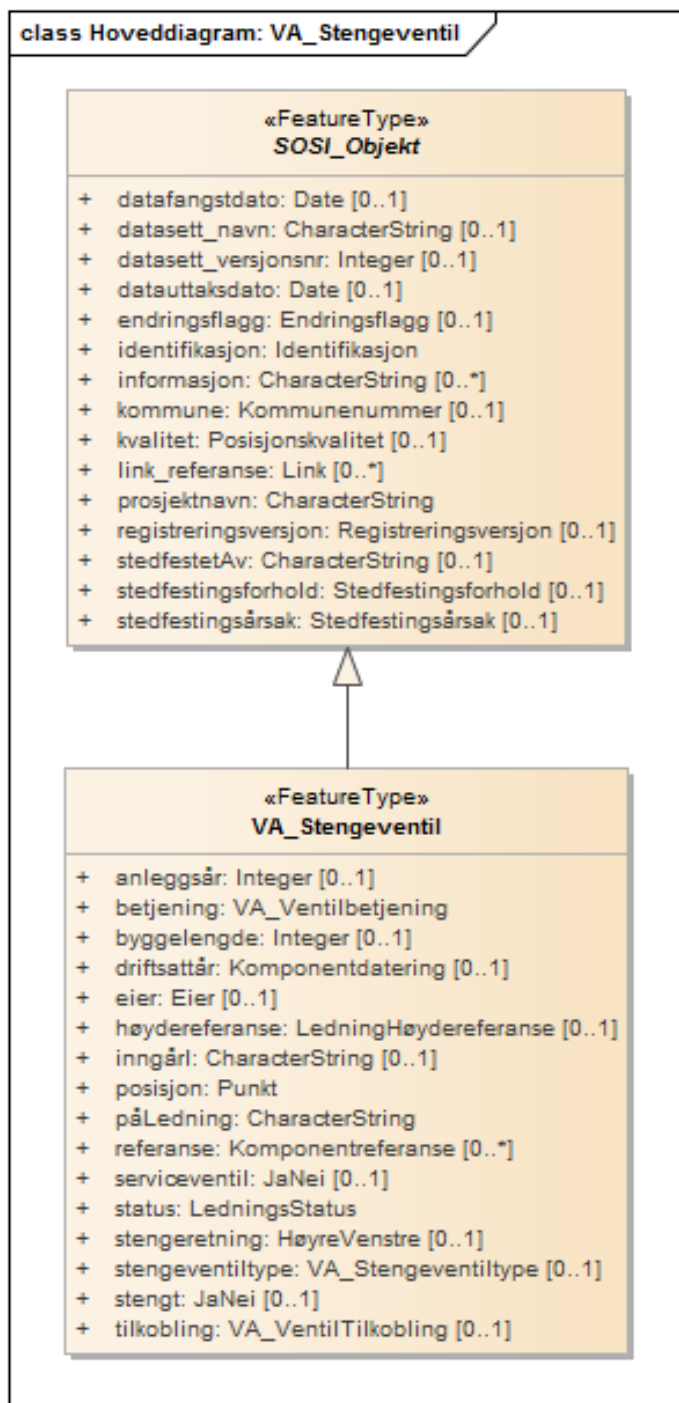 class Hoveddiagram: VA_Stengeventil
«FeatureType»
SOSI_Objekt
+ datafangstdato: Date [0..1]
+ datasett_navn: CharacterString [0..1]
+ datasett_versjonsnr: Integer [0..1]
+ datauttaksdato: Date [0..1]
+ endringsflagg: Endringsflagg [0..1]
+ identifikasjon: Identifikasjon
+ informasjon: CharacterString [0..*]
+ kommune: Kommunenummer [0..1]
+ kvalitet: Posisjonskvalitet [0..1]
+ link_referanse: Link [0..*]
+ prosjektnavn: CharacterString
+ registreringsversjon: Registreringsversjon [0..1]
+ stedfestetAv: CharacterString [0..1]
+ stedfestingsforhold: Stedfestingsforhold [0..1]
+ stedfestingsårsak: Stedfestingsårsak [0..1]
«FeatureType»
VA_Stengeventil
+ anleggsår: Integer [0..1]
+ betjening: VA_Ventilbetjening
+ byggelengde: Integer [0..1]
+ driftsattår: Komponentdatering [0..1]
+ eier: Eier [0..1]
+ høydereferanse: LedningHøydereferanse [0..1]
+ inngårI: CharacterString [0..1]
+ posisjon: Punkt
+ påLedning: CharacterString
+ referanse: Komponentreferanse [0..*]
+ serviceventil: JaNei [0..1]
+ status: LedningsStatus
+ stengeretning: HøyreVenstre [0..1]
+ stengeventiltype: VA_Stengeventiltype [0..1]
+ stengt: JaNei [0..1]
+ tilkobling: VA_VentilTilkobling [0..1]